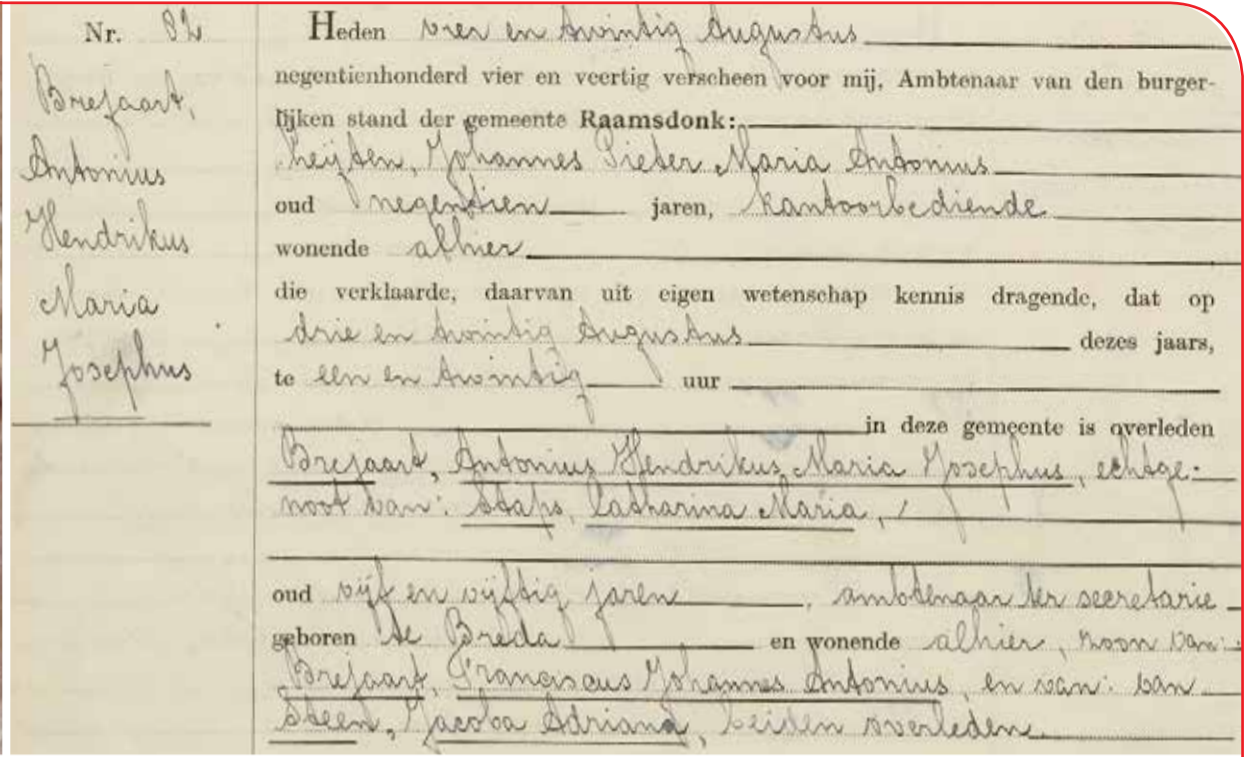 Nr. 82
Brejaart,
Antonius
Hendrikus
Maria
Josephus
Heden vier en twintig Augustus
negentienhonderd vier en veertig verscheen voor mij, Ambtenaar van den burger-
lijken stand der gemeente Raamsdonk:
Heijten, Johannes Pieter Maria Antonius
oud negentien jaren, kantoorbediende
wonende alhier
die verklaarde, daarvan uit eigen wetenschap kennis dragende, dat op
drie en twintig Augustus dezes jaars,
te een en twintig uur
in deze gemeente is overleden
Brejaart, Antonius Hendrikus Maria Josephus, echtge-
noot van: Staps, Catharina Maria,
oud vijf en vijftig jaren, ambtenaar ter secretarie
geboren te Breda en wonende alhier, zoon van:
Brejaart, Franciscus Johannes Antonius, en van: van
Steen, Jacoba Adriana, beiden overleden